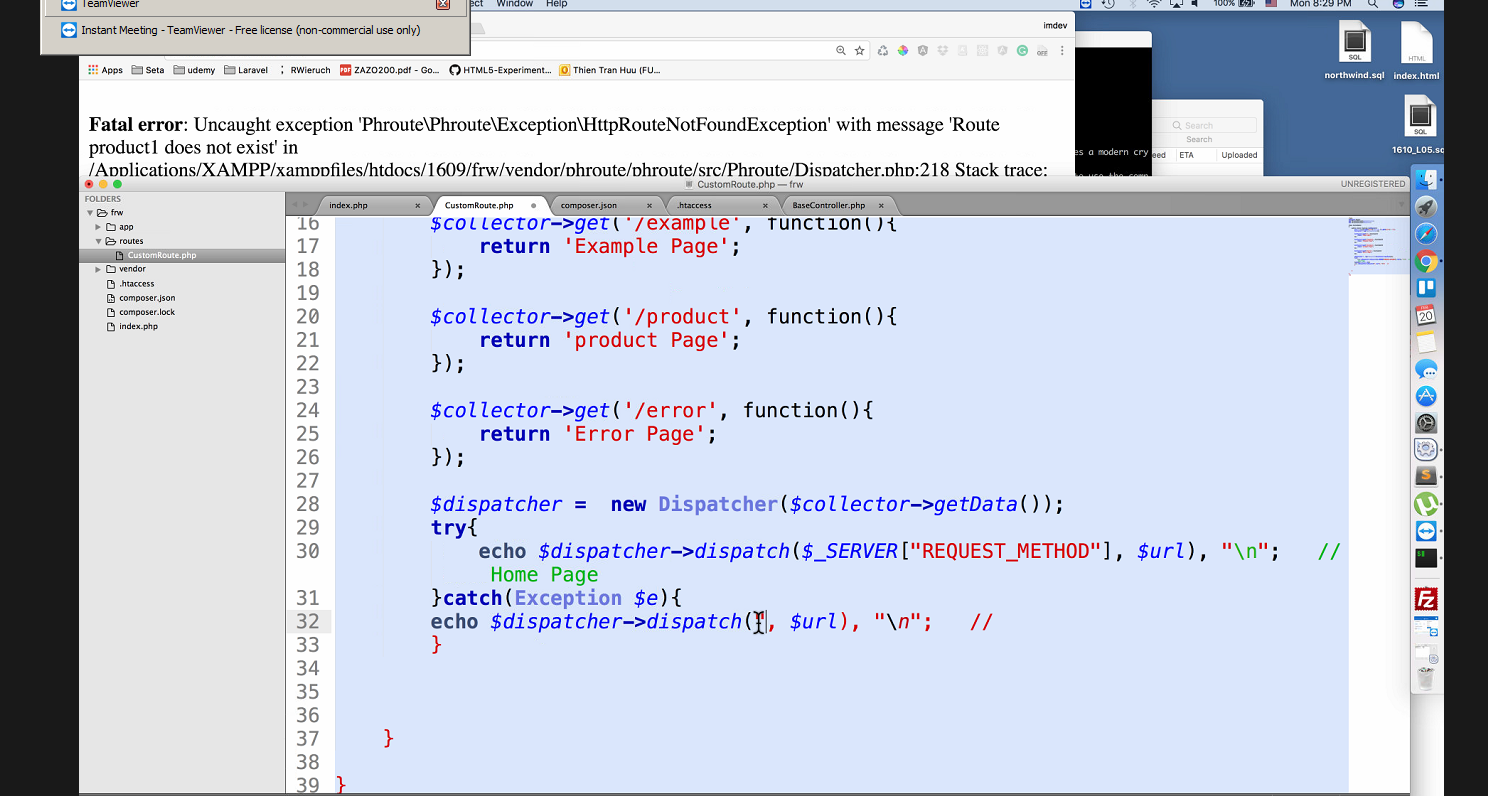 TeamViewer
Instant Meeting - TeamViewer - Free license (non-commercial use only)
ect Window Help
100% Mon 8:29 PM
imdev
Apps Seta udemy Laravel RWieruch ZAZO200.pdf - Go... HTML5-Experiment... Thien Tran Huu (FU...
northwind.sql index.html
1610_L05.sq
Fatal error: Uncaught exception 'Phroute\Phroute\Exception\HttpRouteNotFoundException' with message 'Route
product1 does not exist' in
/Applications/XAMPP/xamppfiles/htdocs/1609/frw/vendor/phroute/phroute/src/Phroute/Dispatcher.php:218 Stack trace:
es a modern cry
Search
Search
eed ETA Uploaded
CustomRoute.php — frw
UNREGISTERED
FOLDERS
frw
app
routes
CustomRoute.php
vendor
.htaccess
composer.json
composer.lock
index.php
index.php CustomRoute.php composer.json .htaccess BaseController.php
16 $collector->get('/example', function(){
17 return 'Example Page';
18 });
19
20 $collector->get('/product', function(){
21 return 'product Page';
22 });
23
24 $collector->get('/error', function(){
25 return 'Error Page';
26 });
27
28 $dispatcher = new Dispatcher($collector->getData());
29 try{
30 echo $dispatcher->dispatch($_SERVER["REQUEST_METHOD"], $url), "\n"; //
Home Page
31 }catch(Exception $e){
32 echo $dispatcher->dispatch(", $url), "\n"; //
33 }
34
35
36
37 }
38
39 }